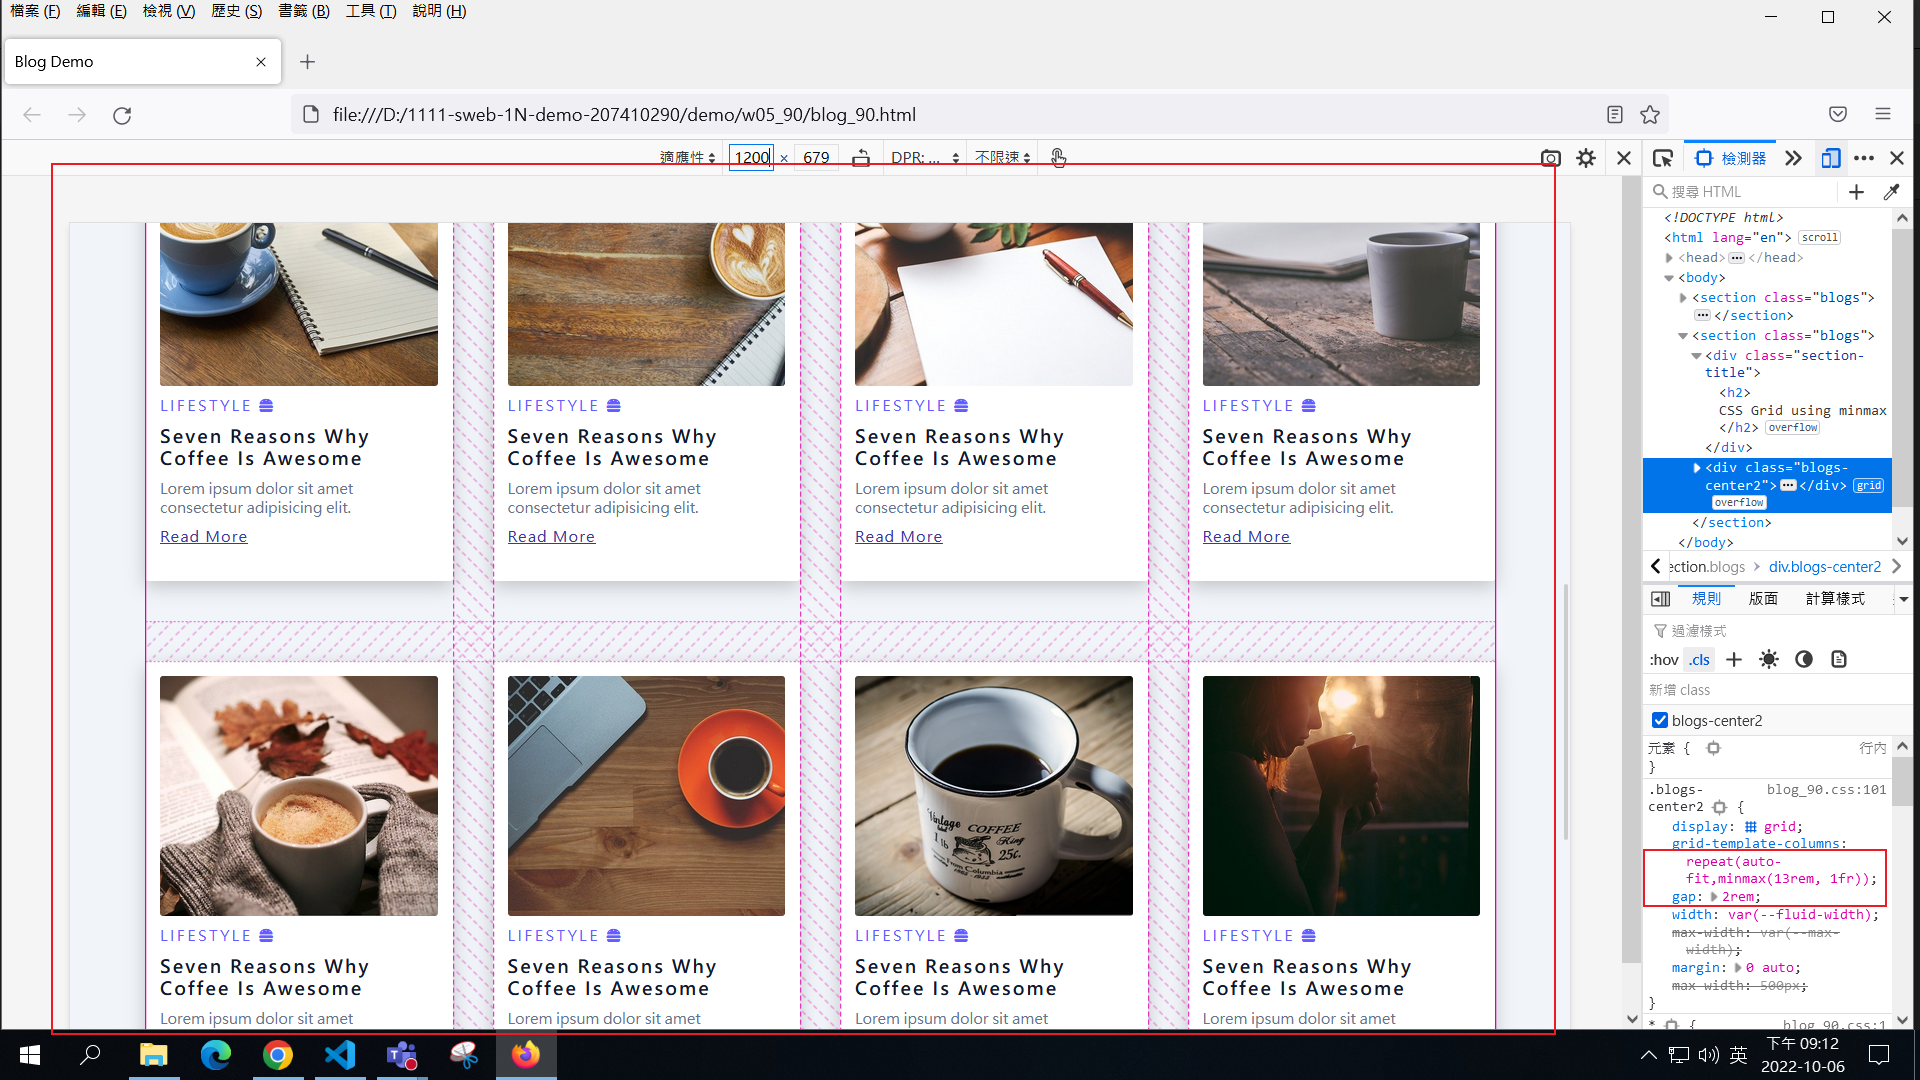 檔案 (F) 編輯 (E) 檢視 (V) 歷史 (S) 書籤 (B) 工具 (T) 說明 (H)
Blog Demo
file:///D:/1111-sweb-1N-demo-207410290/demo/w05_90/blog_90.html
適應性 1200 × 679 DPR: ... 不限速
檢測器
搜尋 HTML
<!DOCTYPE html>
<html lang="en"> scroll
<head> ••• </head>
<body>
<section class="blogs">
••• </section>
<section class="blogs">
<div class="section-
title">
<h2>
CSS Grid using minmax
</h2> overflow
</div>
<div class="blogs-
center2"> ••• </div> grid
overflow
</section>
</body>
ection.blogs > div.blogs-center2
規則 版面 計算樣式
過濾樣式
:hov .cls
新增 class
blogs-center2
元素 { 行內
}
.blogs- blog_90.css:101
center2 {
display: grid;
grid-template-columns:
repeat(auto-
fit,minmax(13rem, 1fr));
gap: 2rem;
width: var(--fluid-width);
max-width: var(--max-
width);
margin: 0 auto;
max-width: 500px;
}
* { blog_90.css:1
LIFESTYLE LIFESTYLE LIFESTYLE LIFESTYLE
Seven Reasons Why Seven Reasons Why Seven Reasons Why Seven Reasons Why
Coffee Is Awesome Coffee Is Awesome Coffee Is Awesome Coffee Is Awesome
Lorem ipsum dolor sit amet Lorem ipsum dolor sit amet Lorem ipsum dolor sit amet Lorem ipsum dolor sit amet
consectetur adipisicing elit. consectetur adipisicing elit. consectetur adipisicing elit. consectetur adipisicing elit.
Read More Read More Read More Read More
Vintage
COFFEE
King
1 lb
25c.
From Columbia
LIFESTYLE LIFESTYLE LIFESTYLE LIFESTYLE
Seven Reasons Why Seven Reasons Why Seven Reasons Why Seven Reasons Why
Coffee Is Awesome Coffee Is Awesome Coffee Is Awesome Coffee Is Awesome
Lorem ipsum dolor sit amet Lorem ipsum dolor sit amet Lorem ipsum dolor sit amet Lorem ipsum dolor sit amet
英
下午 09:12
2022-10-06